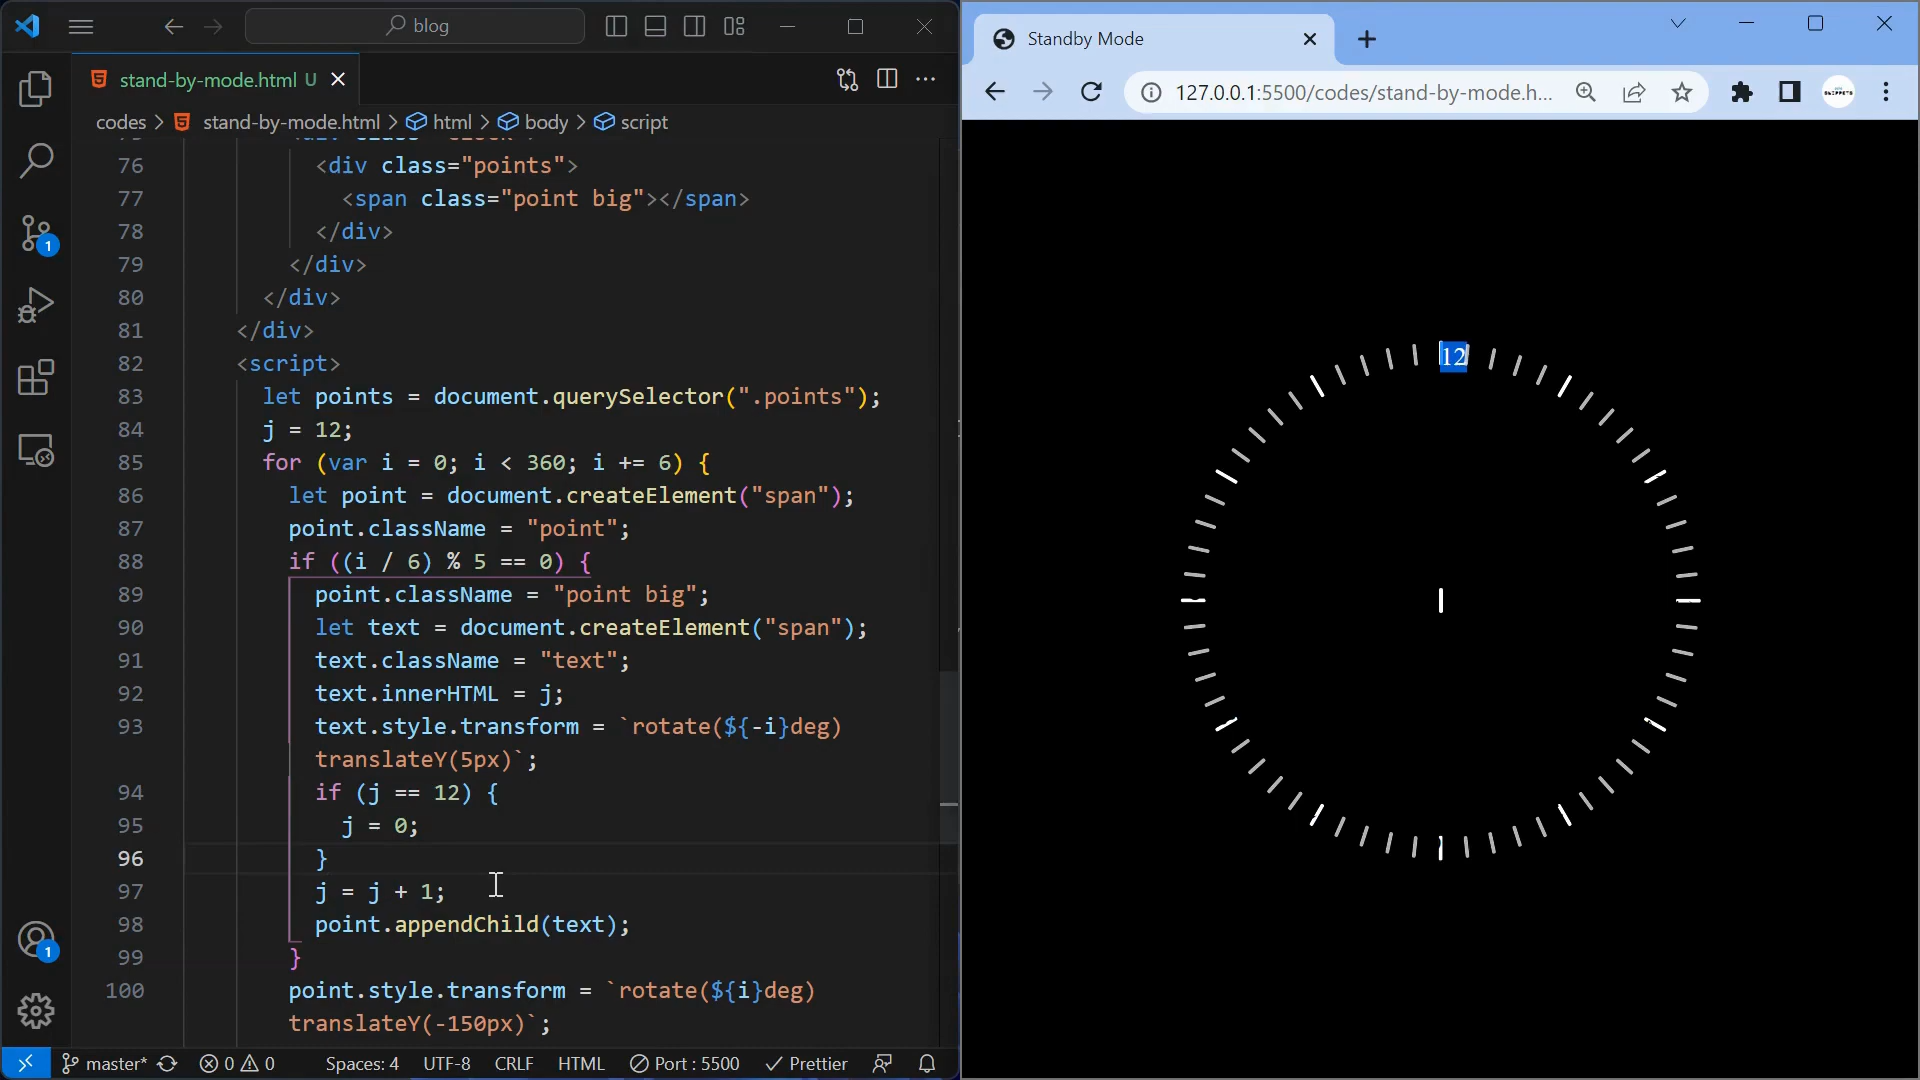 blog
stand-by-mode.html U
codes > stand-by-mode.html > html > body > script
76 <div class="points">
77 <span class="point big"></span>
78 </div>
79 </div>
80 </div>
81 </div>
82 <script>
83 let points = document.querySelector(".points");
84 j = 12;
85 for (var i = 0; i < 360; i += 6) {
86 let point = document.createElement("span");
87 point.className = "point";
88 if ((i / 6) % 5 == 0) {
89 point.className = "point big";
90 let text = document.createElement("span");
91 text.className = "text";
92 text.innerHTML = j;
93 text.style.transform = `rotate(${-i}deg)
translateY(5px)`;
94 if (j == 12) {
95 j = 0;
96 }
97 j = j + 1;
98 point.appendChild(text);
99 }
100 point.style.transform = `rotate(${i}deg)
translateY(-150px)`;
1
1
master* 0 0 Spaces: 4 UTF-8 CRLF HTML Port : 5500 Prettier
Standby Mode
127.0.0.1:5500/codes/stand-by-mode.h...
12